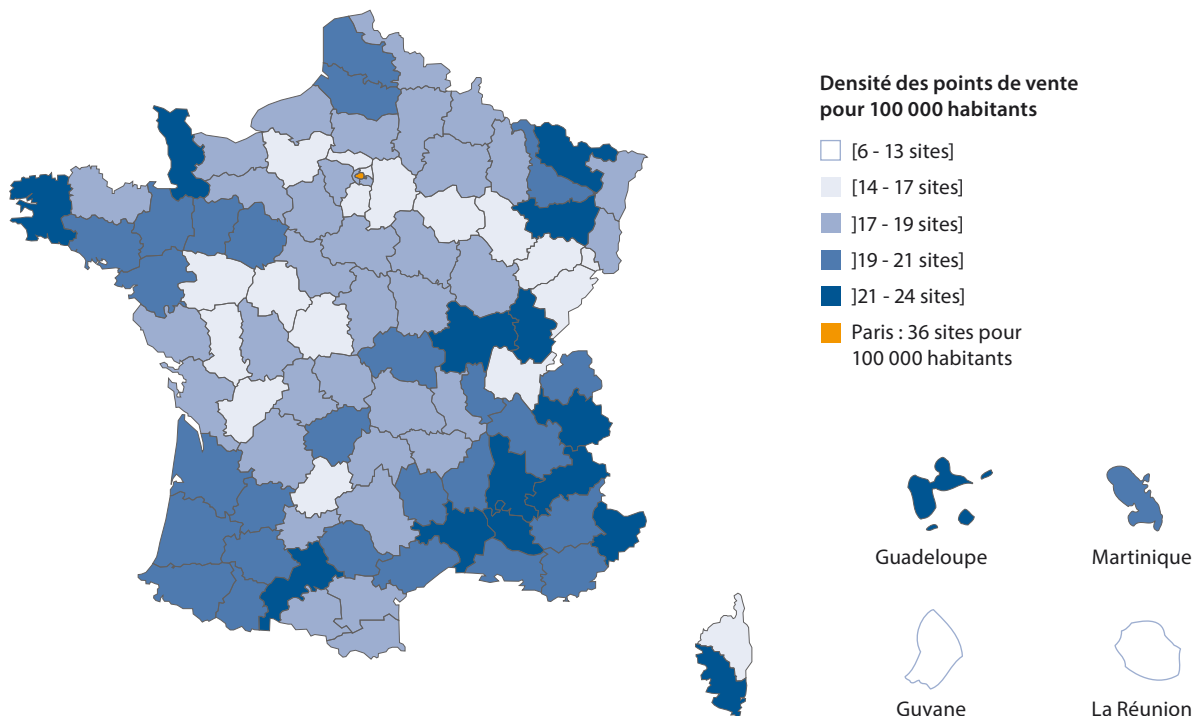 Densité des points de vente
pour 100 000 habitants
[6 - 13 sites]
]14 - 17 sites]
]17 - 19 sites]
]19 - 21 sites]
]21 - 24 sites]
Paris : 36 sites pour
100 000 habitants
Guadeloupe
Martinique
Guyane
La Réunion